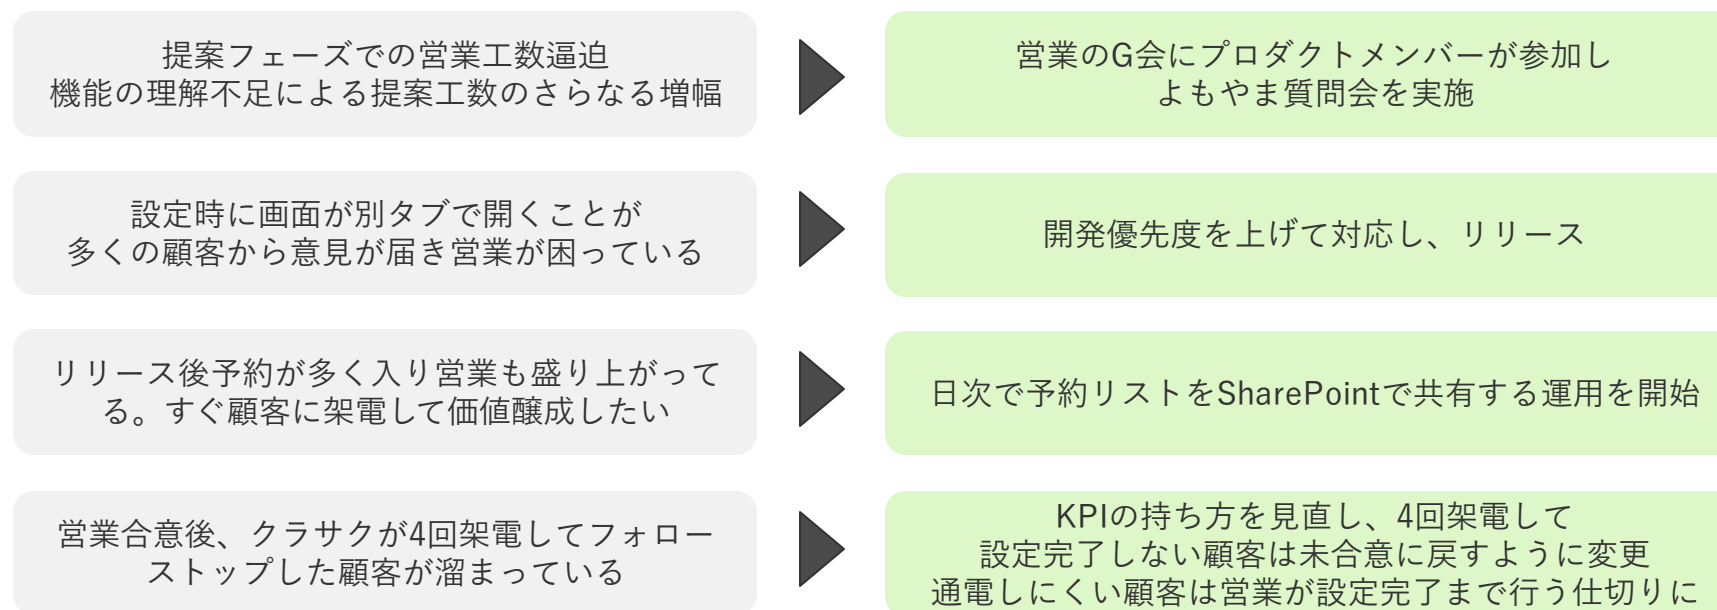 提案フェーズでの営業工数逼迫
機能の理解不足による提案工数のさらなる増幅
営業のG会にプロダクトメンバーが参加し
よもやま質問会を実施
設定時に画面が別タブで開くことが
多くの顧客から意見が届き営業が困っている
開発優先度を上げて対応し、リリース
リリース後予約が多く入り営業も盛り上がって
る。すぐ顧客に架電して価値醸成したい
日次で予約リストをSharePointで共有する運用を開始
営業合意後、クラサクが4回架電してフォロー
ストップした顧客が溜まっている
KPIの持ち方を見直し、4回架電して
設定完了しない顧客は未合意に戻すように変更
通電しにくい顧客は営業が設定完了まで行う仕切りに